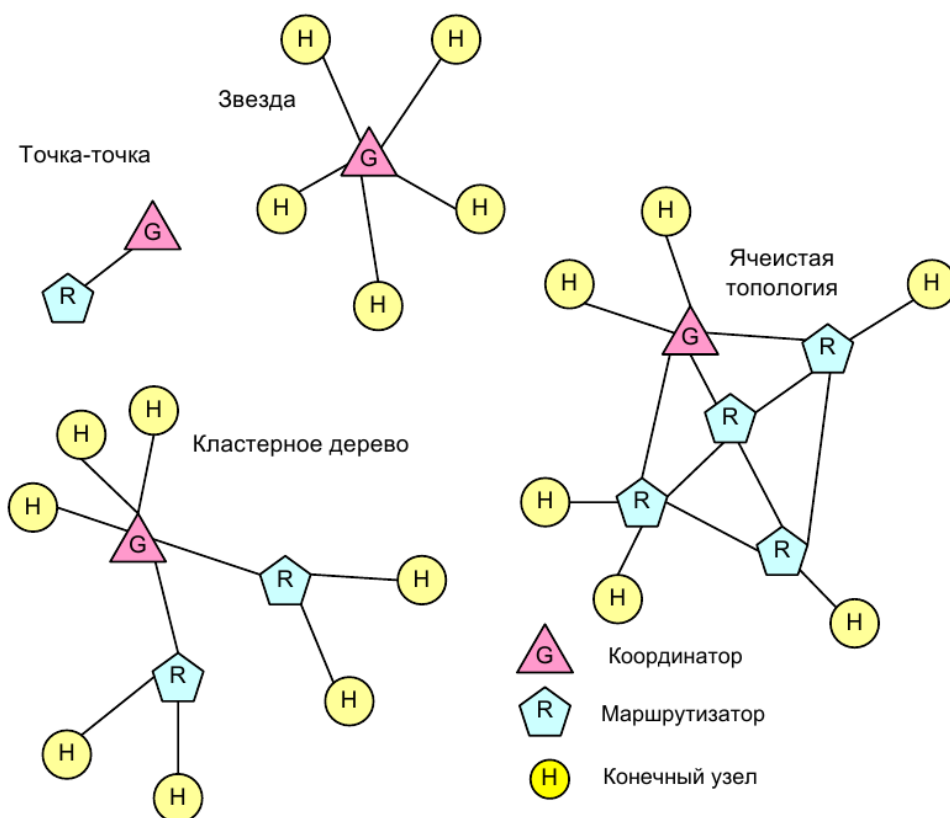 Звезда
H
H
G
H
H
H
Точка-точка
G
R
Ячеистая
топология
H
H
H
G
R
R
H
R
R
H
H
Кластерное дерево
H
H
H
G
R
H
R
H
H
H
G
Координатор
R
Маршрутизатор
H
Конечный узел